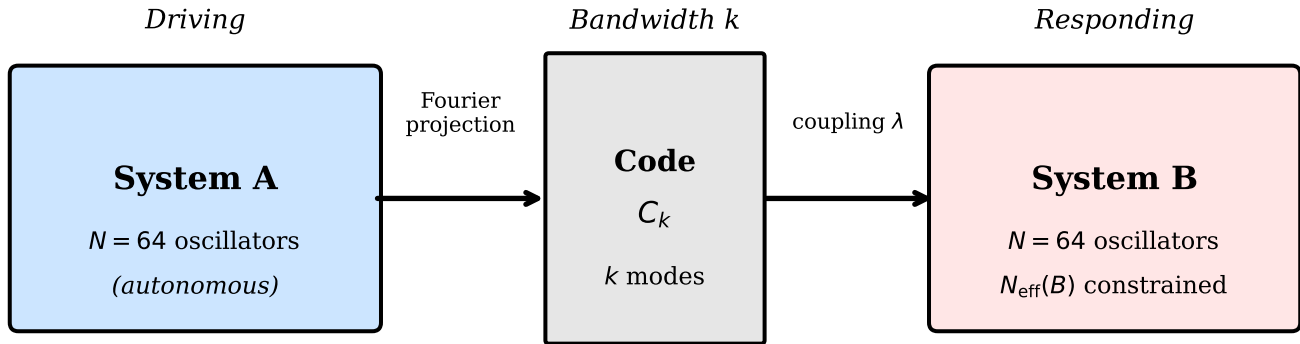 Driving
Bandwidth k
Responding
System A
N = 64 oscillators
(autonomous)
Fourier
projection
Code
C_k
k modes
coupling λ
System B
N = 64 oscillators
N_eff(B) constrained